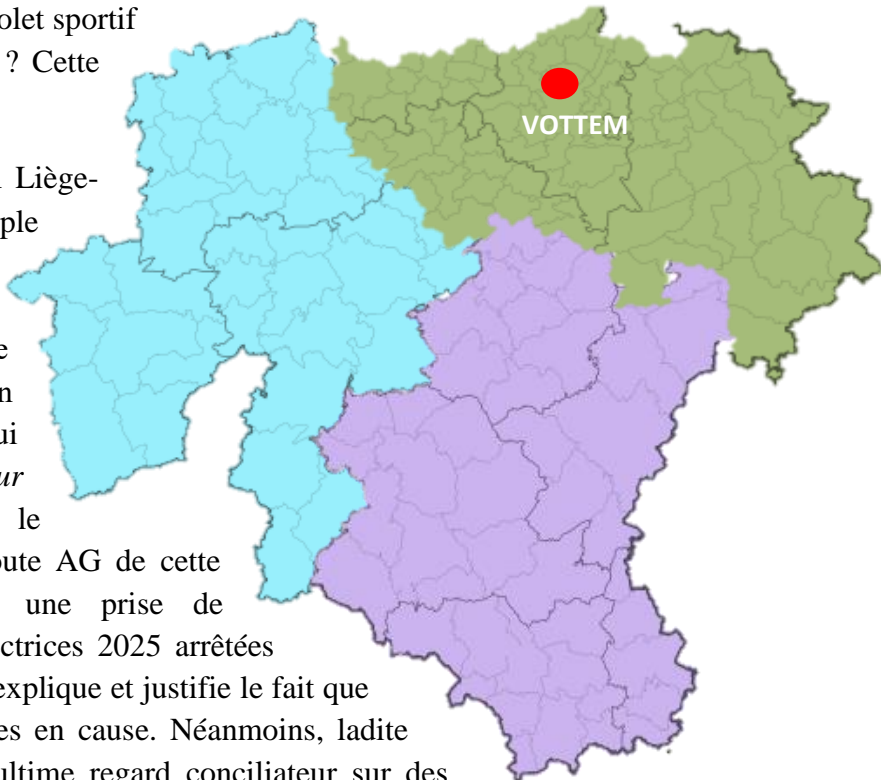 olet sportif
? Cette
VOTTEM
Liège-
ple
e
n
ui
ur
le
oute AG de cette
une prise de
ctrices 2025 arrêtées
explique et justifie le fait que
es en cause. Néanmoins, ladite
ultime regard conciliateur sur des